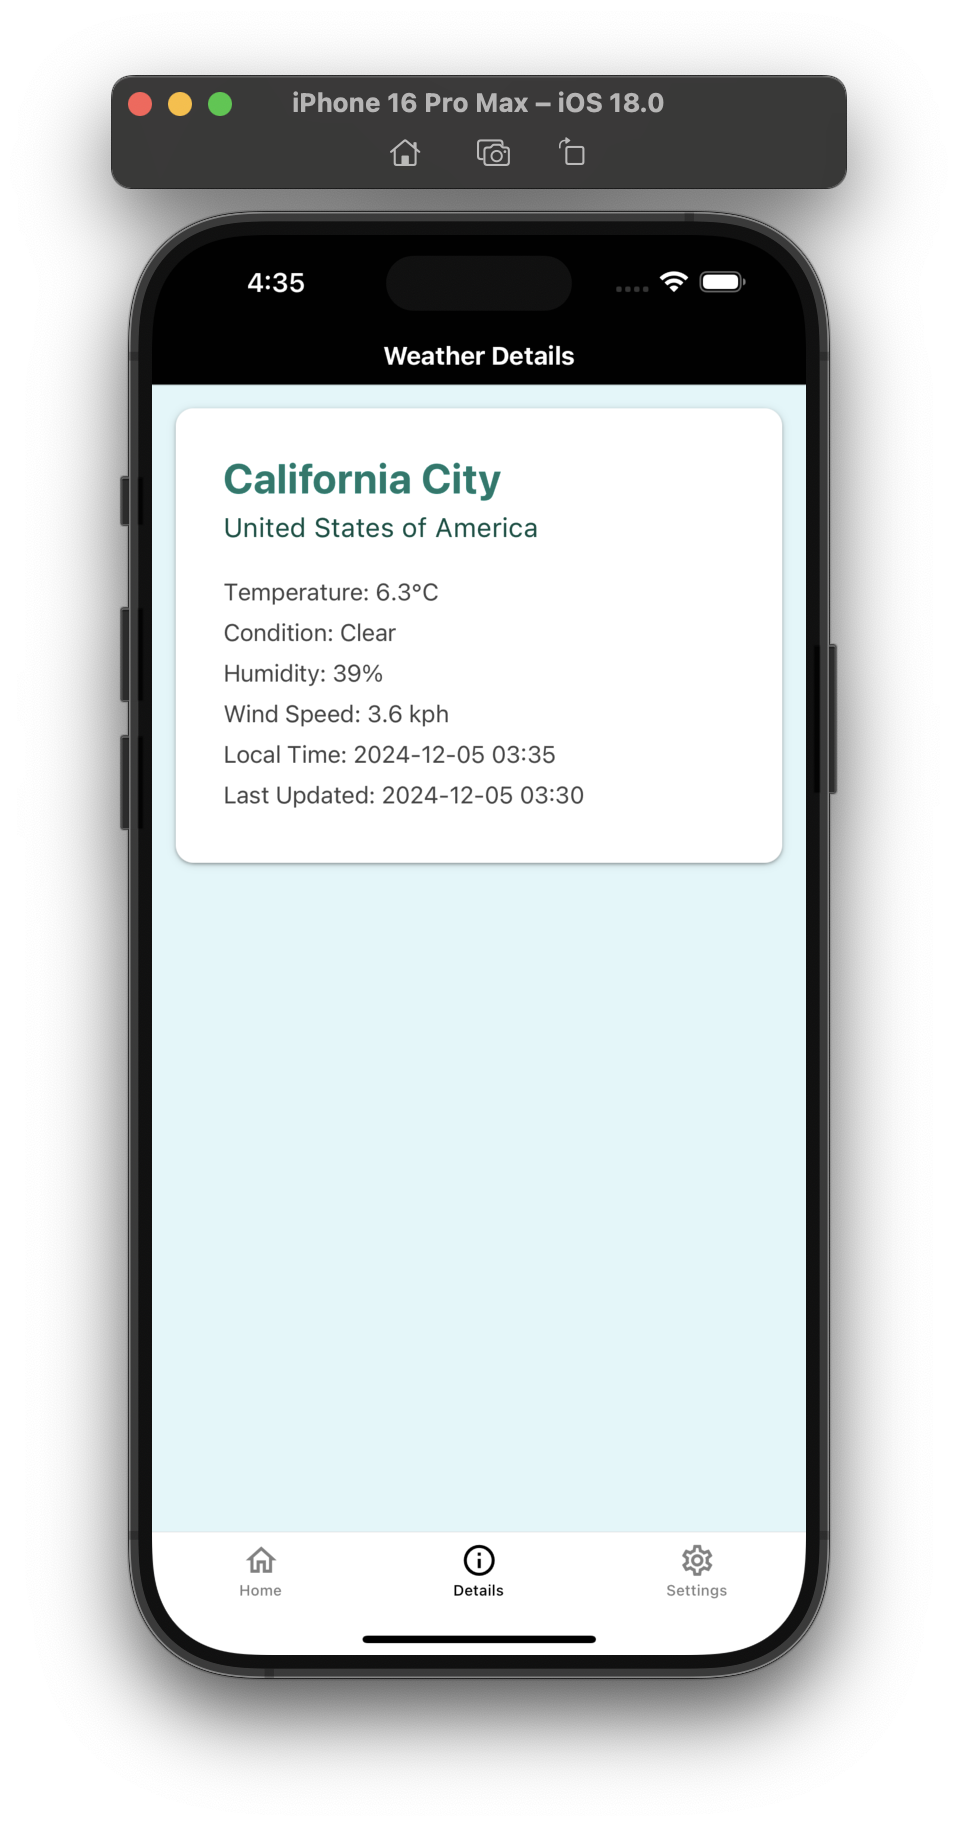 iPhone 16 Pro Max – iOS 18.0
4:35
Weather Details
California City
United States of America
Temperature: 6.3°C
Condition: Clear
Humidity: 39%
Wind Speed: 3.6 kph
Local Time: 2024-12-05 03:35
Last Updated: 2024-12-05 03:30
Home
Details
Settings